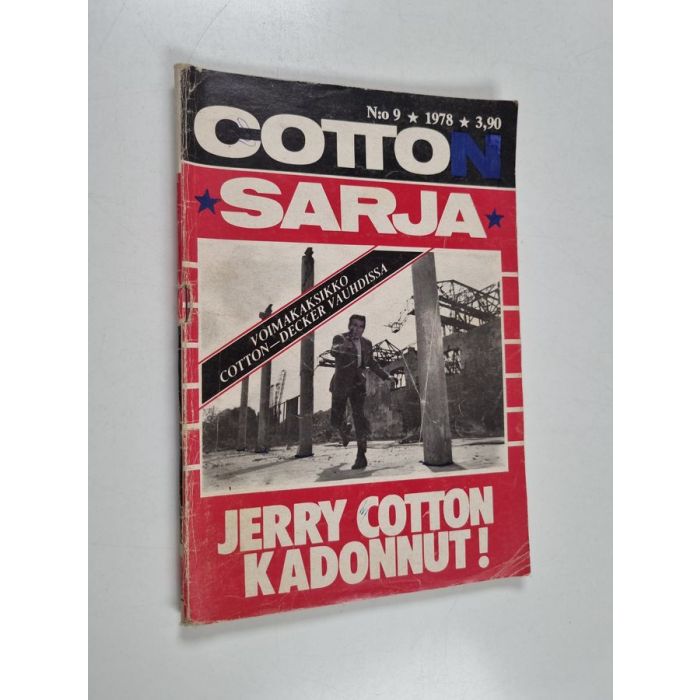 N:o 9 ★ 1978 ★ 3,90
COTTON
★ SARJA ★
VOIMAKAKSIKKO
COTTON—DECKER VAUHDISSA
JERRY COTTON
KADONNUT!